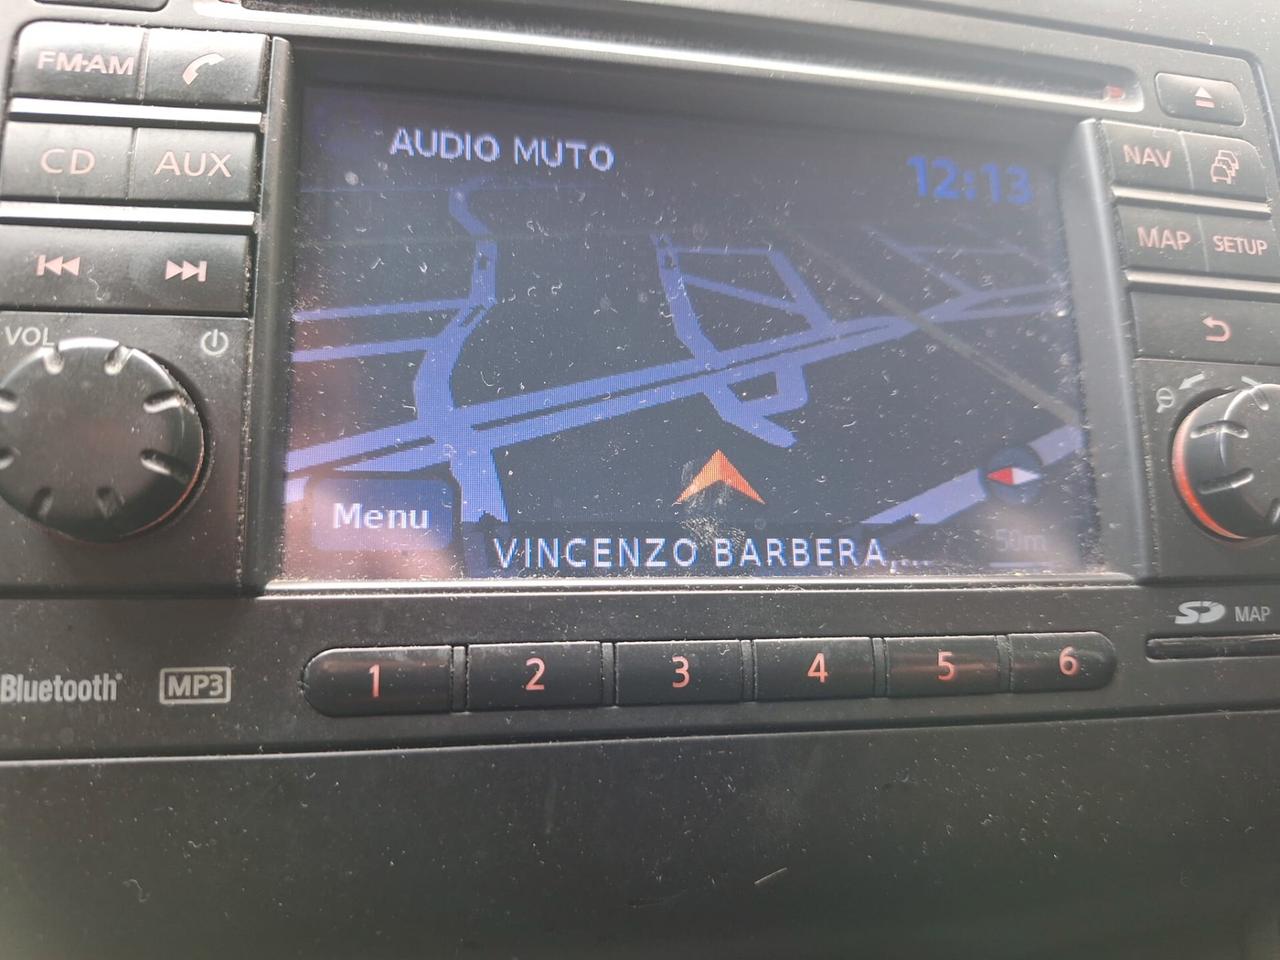 FM·AM
CD AUX
VOL
AUDIO MUTO
12:13
Menu
VINCENZO BARBERA,...
50m
NAV
MAP SETUP
Bluetooth
MP3
1 2 3 4 5 6
SD MAP